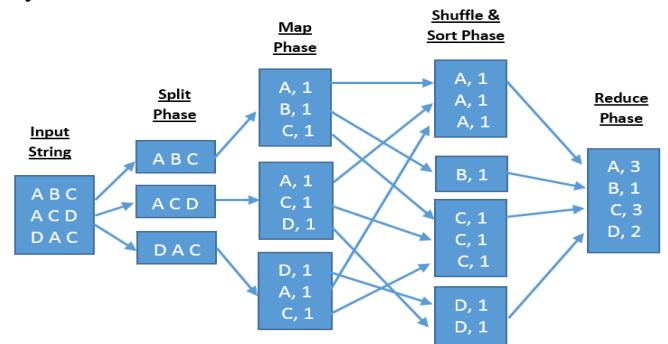 Input
String
A B C
A C D
D A C
Split
Phase
A B C
A C D
D A C
Map
Phase
A, 1
B, 1
C, 1
A, 1
C, 1
D, 1
D, 1
A, 1
C, 1
Shuffle &
Sort Phase
A, 1
A, 1
A, 1
B, 1
C, 1
C, 1
C, 1
D, 1
D, 1
Reduce
Phase
A, 3
B, 1
C, 3
D, 2